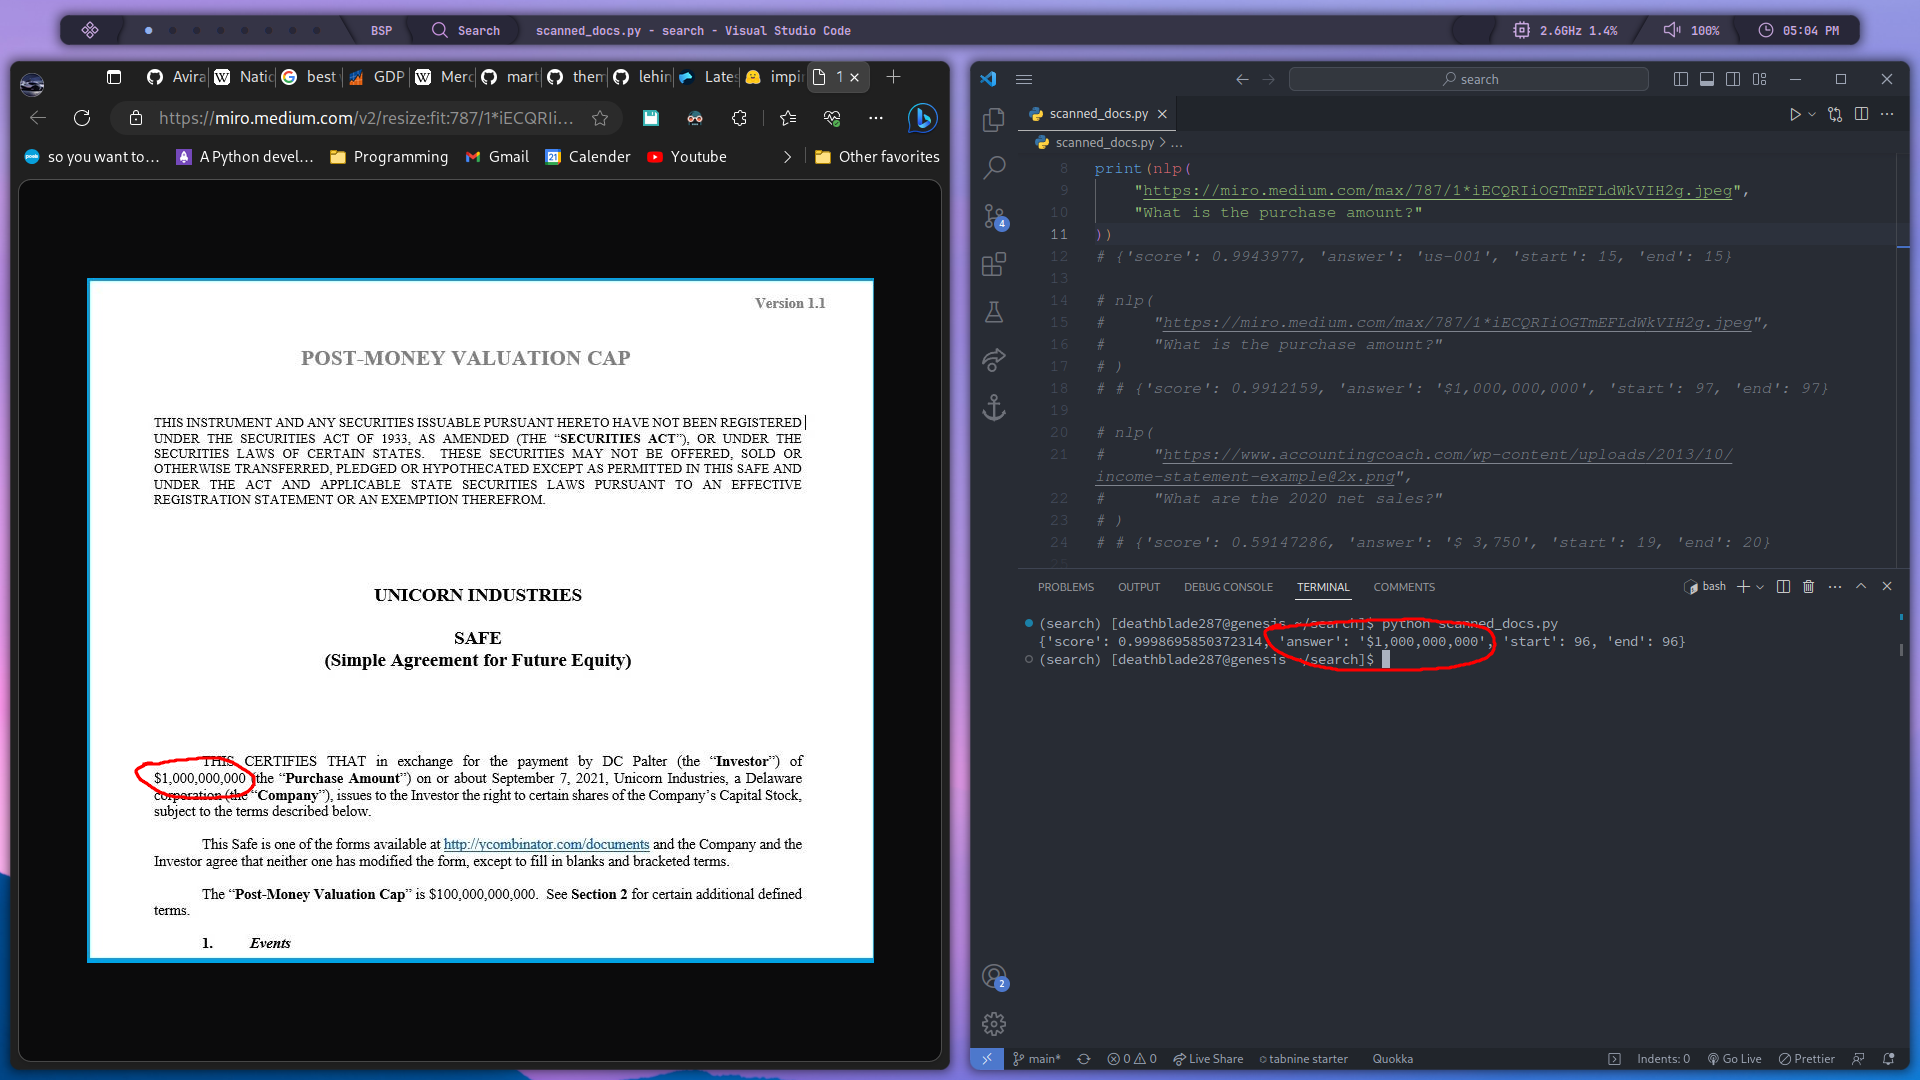 BSP
Search
scanned_docs.py - search - Visual Studio Code
2.6GHz 1.4%
100%
05:04 PM
Avira
Natio
best
GDP
Merc
mart
them
lehin
Lates
impir
1
https://miro.medium.com/v2/resize:fit:787/1*iECQRIi...
so you want to...
A Python devel...
Programming
Gmail
Calender
Youtube
Other favorites
Version 1.1
POST-MONEY VALUATION CAP
THIS INSTRUMENT AND ANY SECURITIES ISSUABLE PURSUANT HERETO HAVE NOT BEEN REGISTERED
UNDER THE SECURITIES ACT OF 1933, AS AMENDED (THE “SECURITIES ACT”), OR UNDER THE
SECURITIES LAWS OF CERTAIN STATES. THESE SECURITIES MAY NOT BE OFFERED, SOLD OR
OTHERWISE TRANSFERRED, PLEDGED OR HYPOTHECATED EXCEPT AS PERMITTED IN THIS SAFE AND
UNDER THE ACT AND APPLICABLE STATE SECURITIES LAWS PURSUANT TO AN EFFECTIVE
REGISTRATION STATEMENT OR AN EXEMPTION THEREFROM.
UNICORN INDUSTRIES
SAFE
(Simple Agreement for Future Equity)
THIS CERTIFIES THAT in exchange for the payment by DC Palter (the “Investor”) of
$1,000,000,000 (the “Purchase Amount”) on or about September 7, 2021, Unicorn Industries, a Delaware
corporation (the “Company”), issues to the Investor the right to certain shares of the Company’s Capital Stock,
subject to the terms described below.
This Safe is one of the forms available at http://ycombinator.com/documents and the Company and the
Investor agree that neither one has modified the form, except to fill in blanks and bracketed terms.
The “Post-Money Valuation Cap” is $100,000,000,000. See Section 2 for certain additional defined
terms.
1. Events
search
scanned_docs.py
scanned_docs.py > ...
8 print(nlp(
9 "https://miro.medium.com/max/787/1*iECQRIiOGTmEFLdWkVIH2g.jpeg",
10 "What is the purchase amount?"
11 ))
12 # {'score': 0.9943977, 'answer': 'us-001', 'start': 15, 'end': 15}
13
14 # nlp(
15 # "https://miro.medium.com/max/787/1*iECQRIiOGTmEFLdWkVIH2g.jpeg",
16 # "What is the purchase amount?"
17 # )
18 # # {'score': 0.9912159, 'answer': '$1,000,000,000', 'start': 97, 'end': 97}
19
20 # nlp(
21 # "https://www.accountingcoach.com/wp-content/uploads/2013/10/
income-statement-example@2x.png",
22 # "What are the 2020 net sales?"
23 # )
24 # # {'score': 0.59147286, 'answer': '$ 3,750', 'start': 19, 'end': 20}
4
PROBLEMS
OUTPUT
DEBUG CONSOLE
TERMINAL
COMMENTS
bash
(search) [deathblade287@genesis ~/search]$ python scanned_docs.py
{'score': 0.9998695850372314, 'answer': '$1,000,000,000', 'start': 96, 'end': 96}
(search) [deathblade287@genesis ~/search]$
2
main*
0 0
Live Share
tabnine starter
Quokka
Indents: 0
Go Live
Prettier